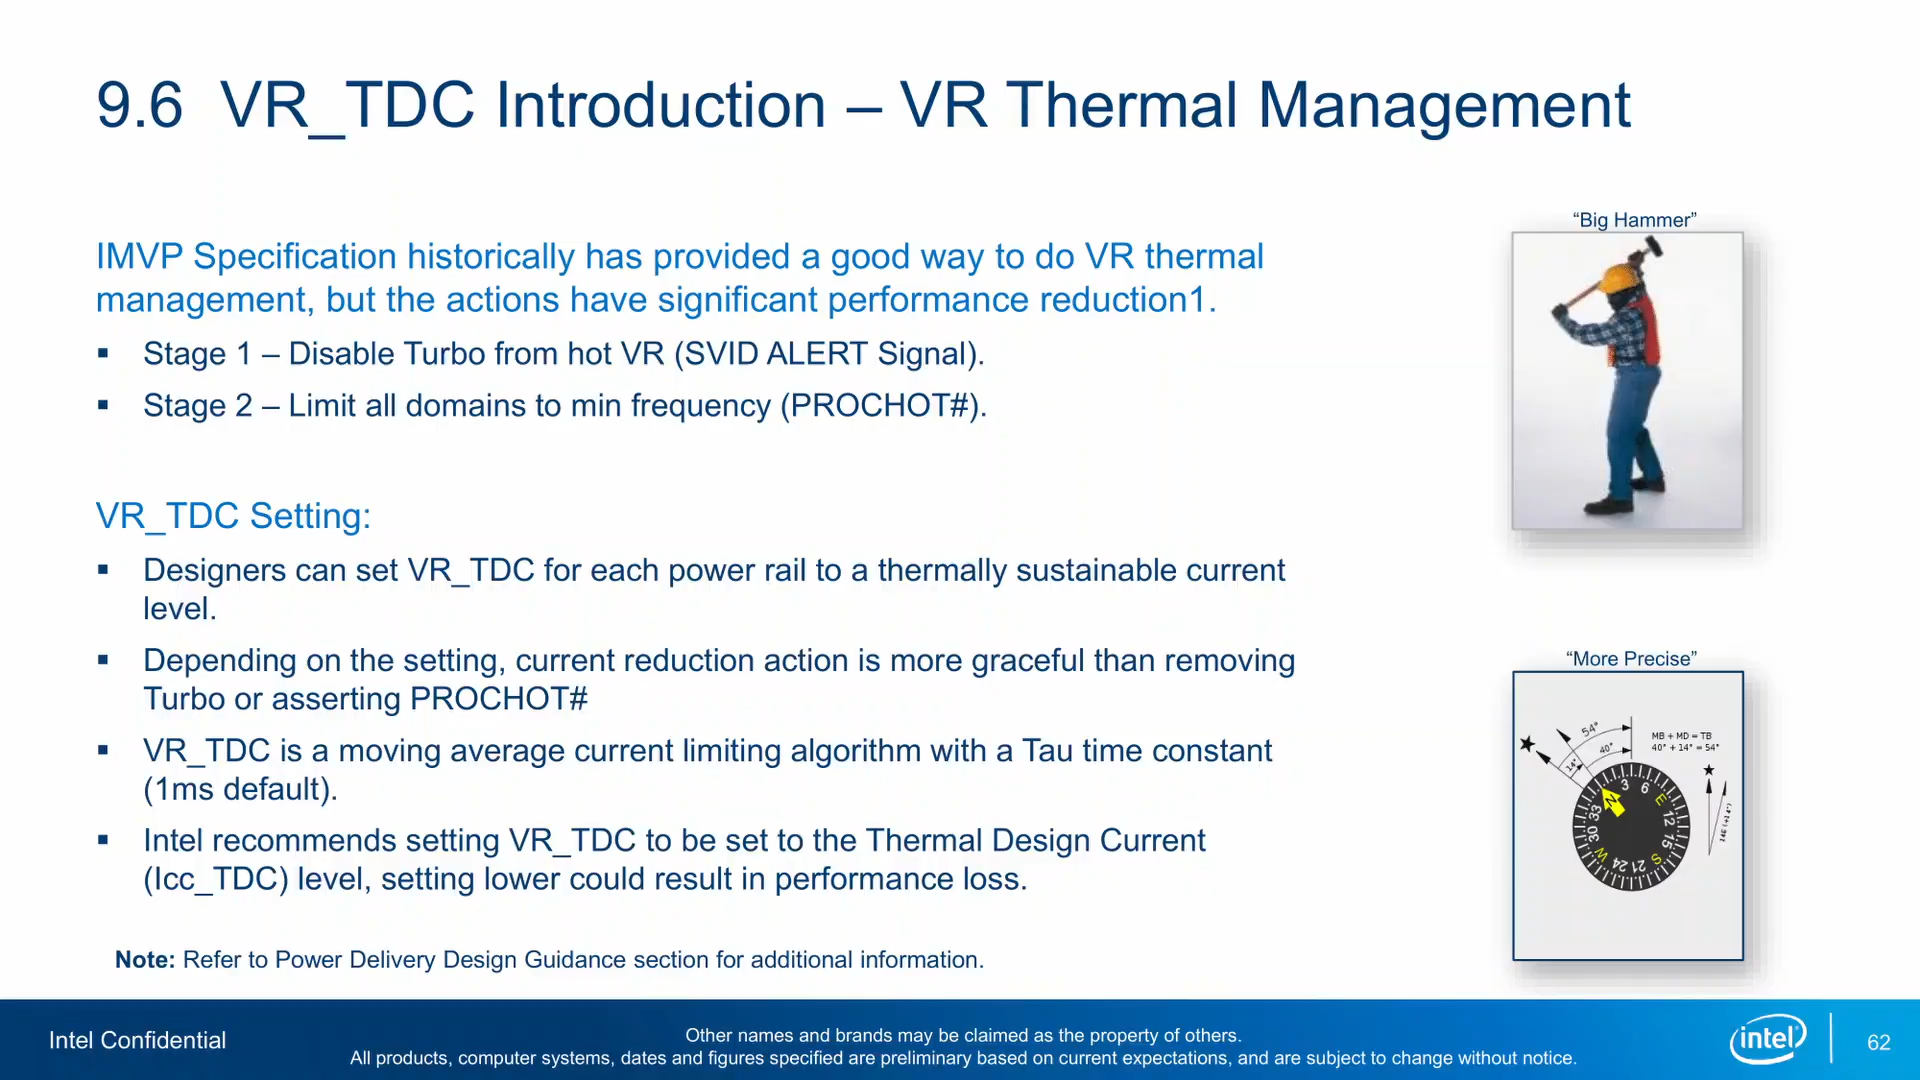 9.6 VR_TDC Introduction – VR Thermal Management
IMVP Specification historically has provided a good way to do VR thermal
management, but the actions have significant performance reduction1.
▪ Stage 1 – Disable Turbo from hot VR (SVID ALERT Signal).
▪ Stage 2 – Limit all domains to min frequency (PROCHOT#).
VR_TDC Setting:
▪ Designers can set VR_TDC for each power rail to a thermally sustainable current
level.
▪ Depending on the setting, current reduction action is more graceful than removing
Turbo or asserting PROCHOT#
▪ VR_TDC is a moving average current limiting algorithm with a Tau time constant
(1ms default).
▪ Intel recommends setting VR_TDC to be set to the Thermal Design Current
(Icc_TDC) level, setting lower could result in performance loss.
Note: Refer to Power Delivery Design Guidance section for additional information.
“Big Hammer”
“More Precise”
54°
40°
14°
MB + MD = TB
40° + 14° = 54°
N 3 6 E 12 15 S 21 24 W 30 33
Intel Confidential
Other names and brands may be claimed as the property of others.
All products, computer systems, dates and figures specified are preliminary based on current expectations, and are subject to change without notice.
intel
62